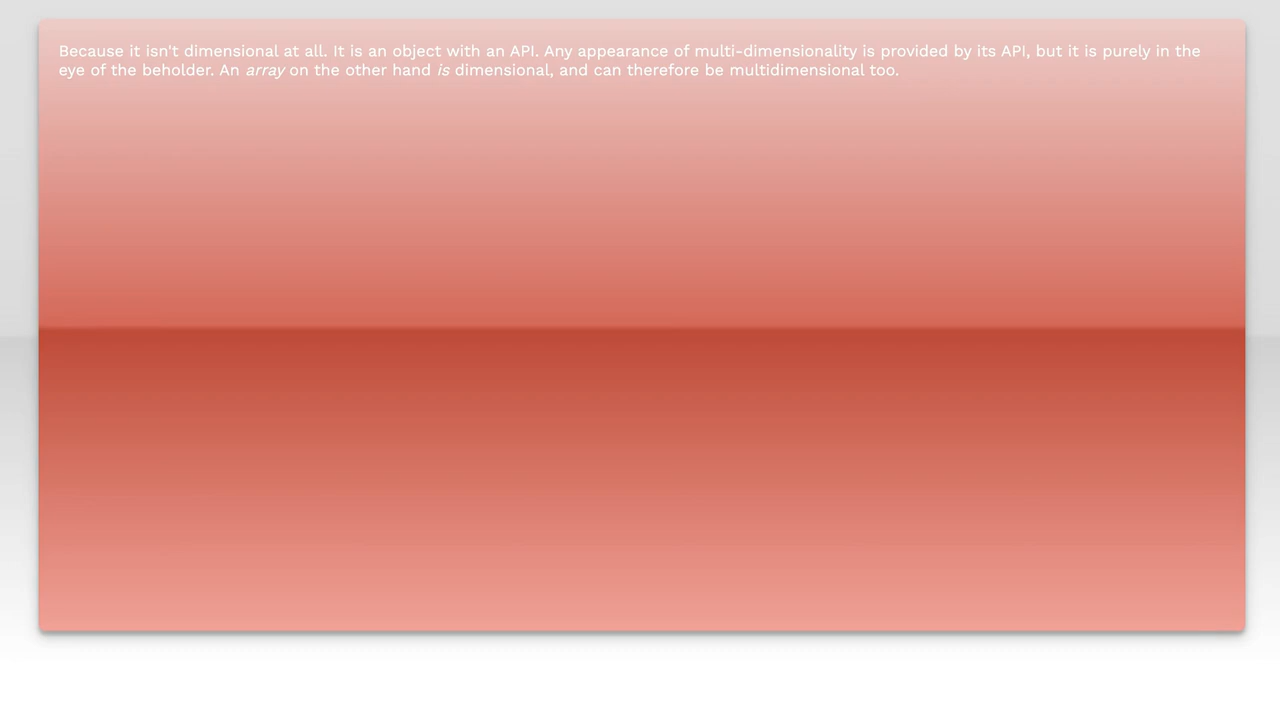 Because it isn't dimensional at all. It is an object with an API. Any appearance of multi-dimensionality is provided by its API, but it is purely in the
eye of the beholder. An array on the other hand is dimensional, and can therefore be multidimensional too.